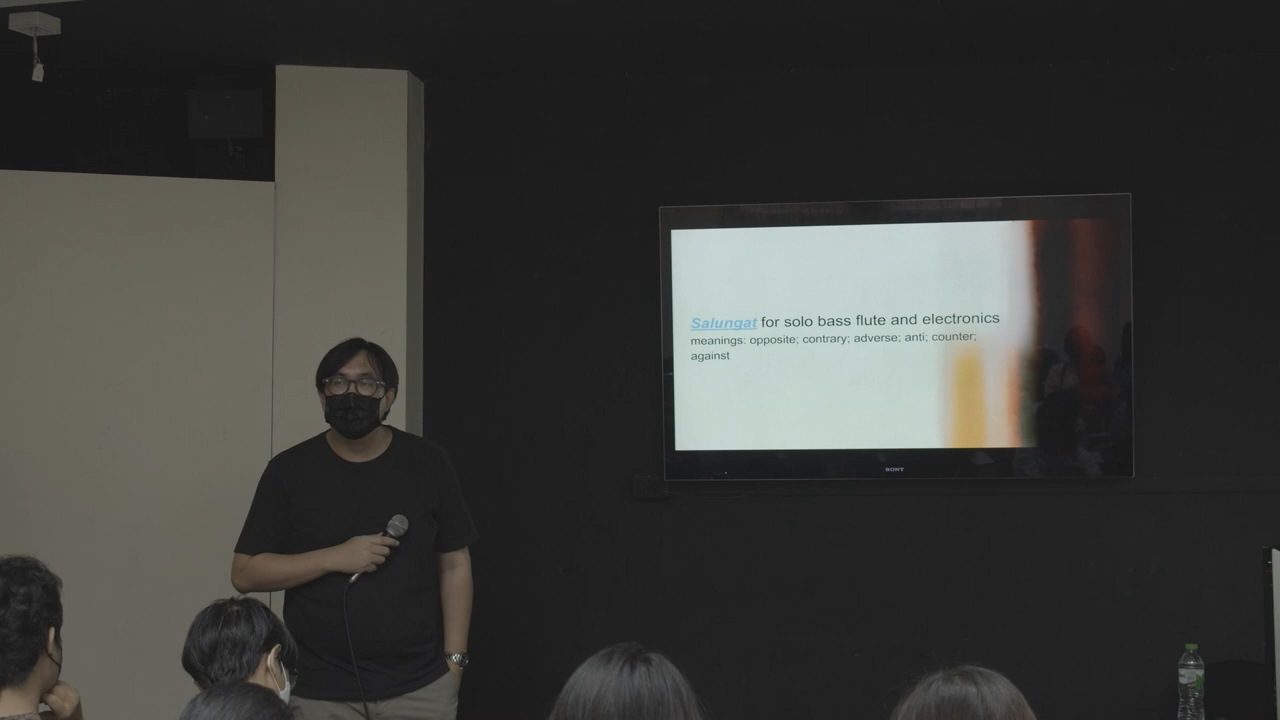 Salungat for solo bass flute and electronics
meanings: opposite; contrary; adverse; anti; counter;
against
SONY